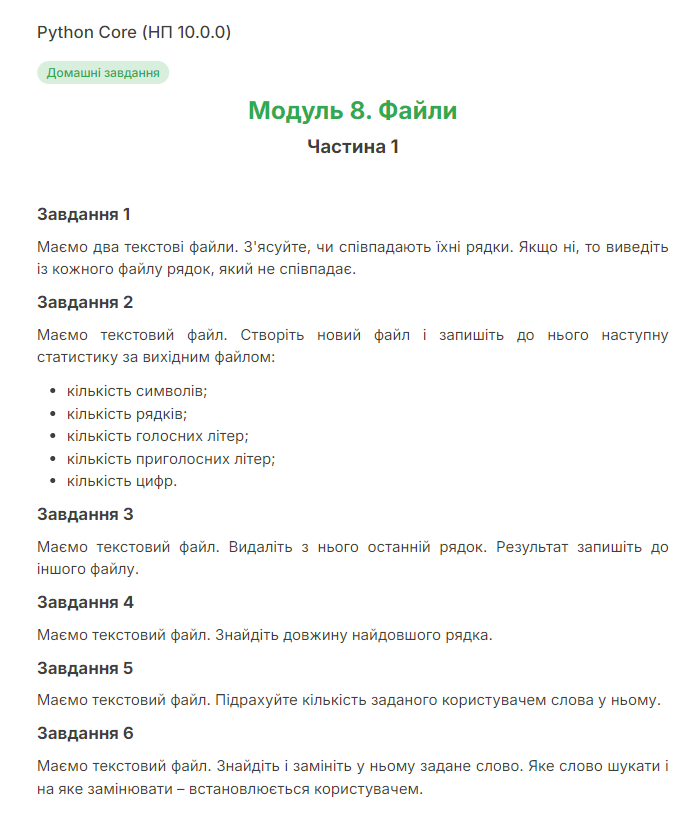 Python Core (НП 10.0.0)
Домашні завдання
Модуль 8. Файли
Частина 1
Завдання 1
Маємо два текстові файли. З'ясуйте, чи співпадають їхні рядки. Якщо ні, то виведіть
із кожного файлу рядок, який не співпадає.
Завдання 2
Маємо текстовий файл. Створіть новий файл і запишіть до нього наступну
статистику за вихідним файлом:
• кількість символів;
• кількість рядків;
• кількість голосних літер;
• кількість приголосних літер;
• кількість цифр.
Завдання 3
Маємо текстовий файл. Видаліть з нього останній рядок. Результат запишіть до
іншого файлу.
Завдання 4
Маємо текстовий файл. Знайдіть довжину найдовшого рядка.
Завдання 5
Маємо текстовий файл. Підрахуйте кількість заданого користувачем слова у ньому.
Завдання 6
Маємо текстовий файл. Знайдіть і замініть у ньому задане слово. Яке слово шукати і
на яке замінювати – встановлюється користувачем.